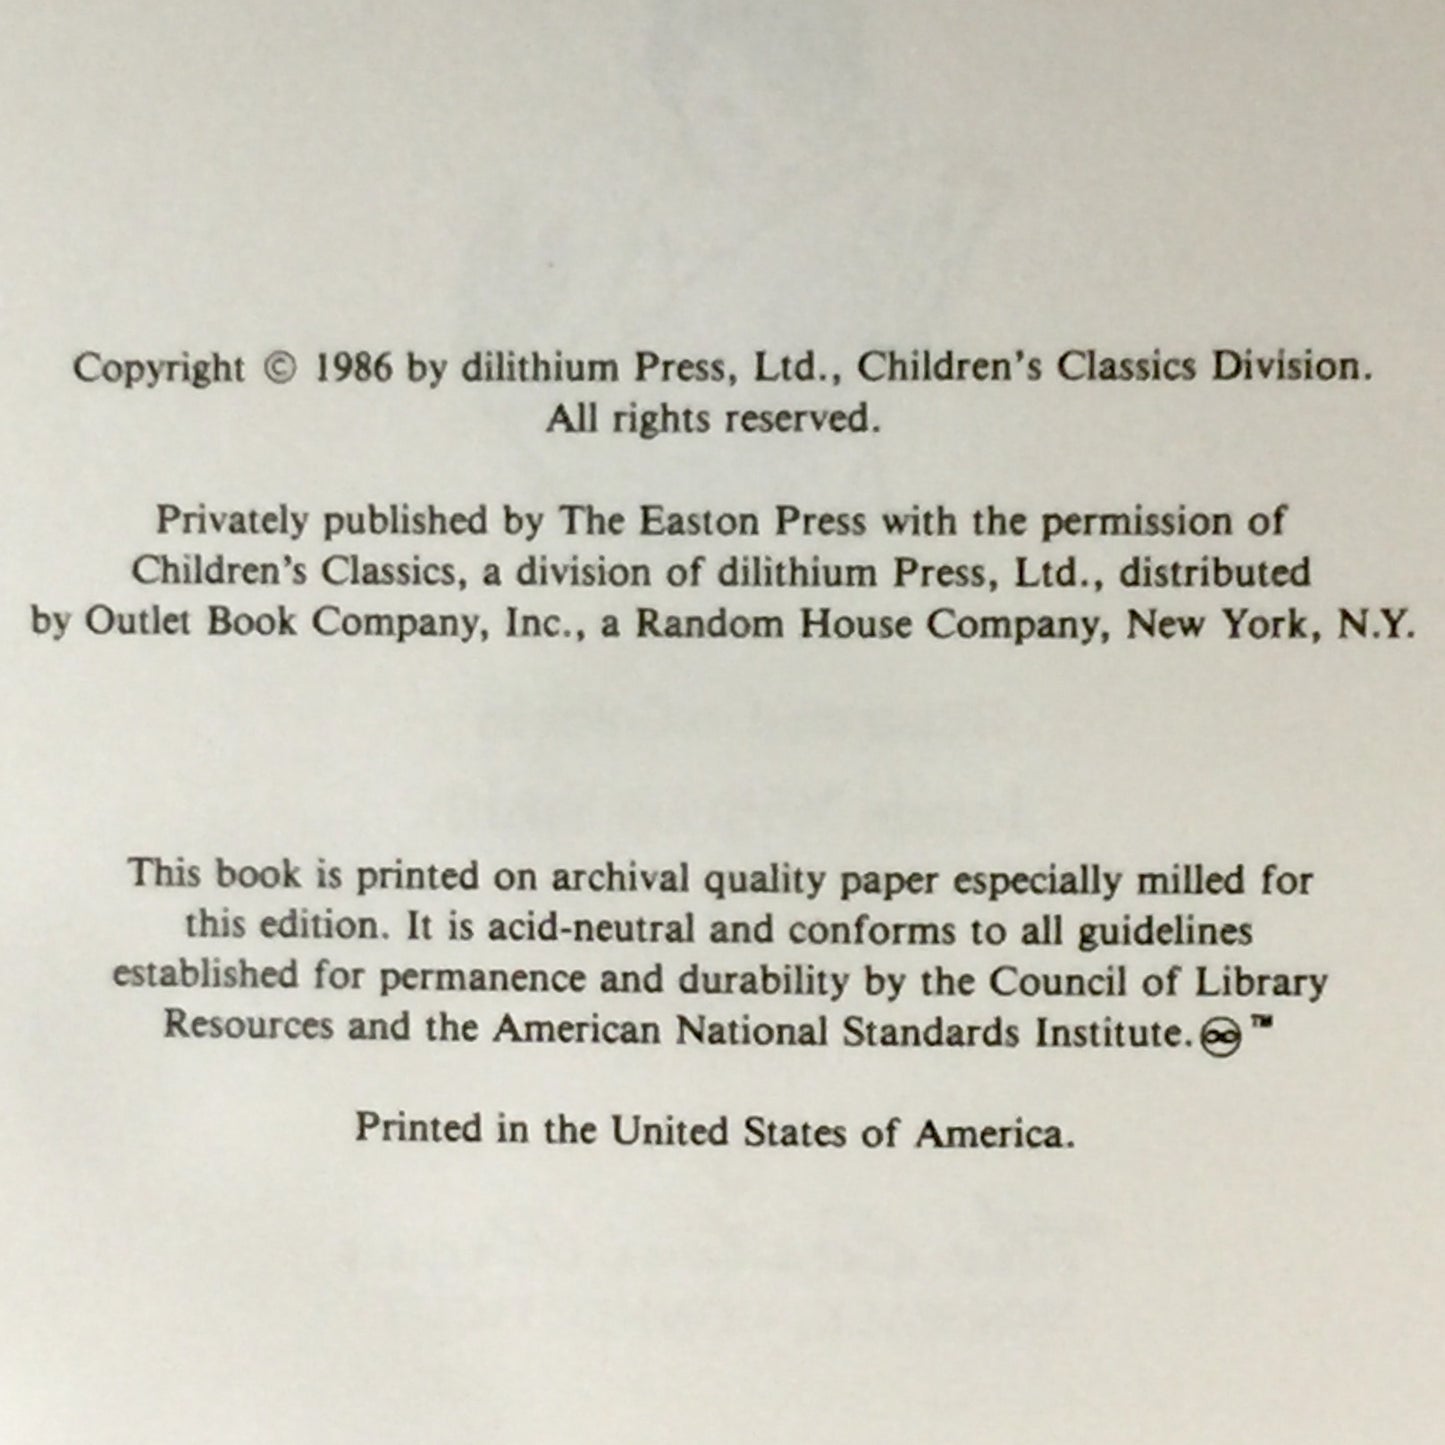 Copyright © 1986 by dilithium Press, Ltd., Children's Classics Division.
All rights reserved.
Privately published by The Easton Press with the permission of
Children's Classics, a division of dilithium Press, Ltd., distributed
by Outlet Book Company, Inc., a Random House Company, New York, N.Y.
This book is printed on archival quality paper especially milled for
this edition. It is acid-neutral and conforms to all guidelines
established for permanence and durability by the Council of Library
Resources and the American National Standards Institute. ♾™
Printed in the United States of America.